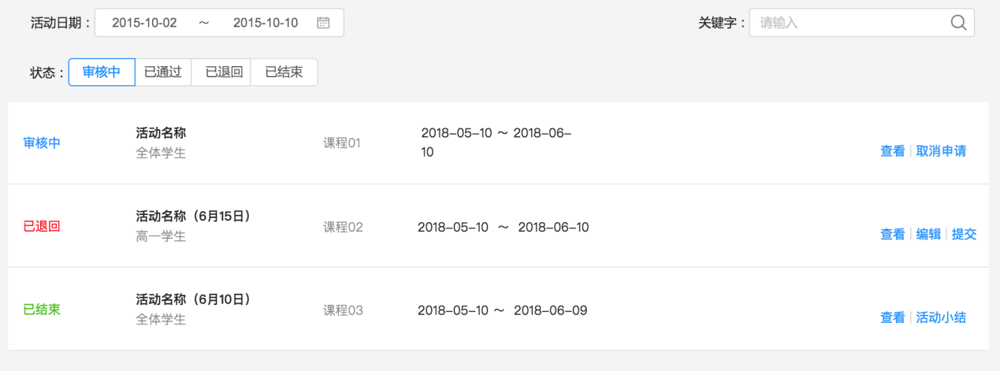 活动日期： 2015-10-02 ～ 2015-10-10 关键字： 请输入
状态： 审核中 已通过 已退回 已结束
审核中 活动名称 全体学生 课程01 2018-05-10 ～ 2018-06-10 查看 | 取消申请
已退回 活动名称（6月15日） 高一学生 课程02 2018-05-10 ～ 2018-06-10 查看 | 编辑 | 提交
已结束 活动名称（6月10日） 全体学生 课程03 2018-05-10 ～ 2018-06-09 查看 | 活动小结